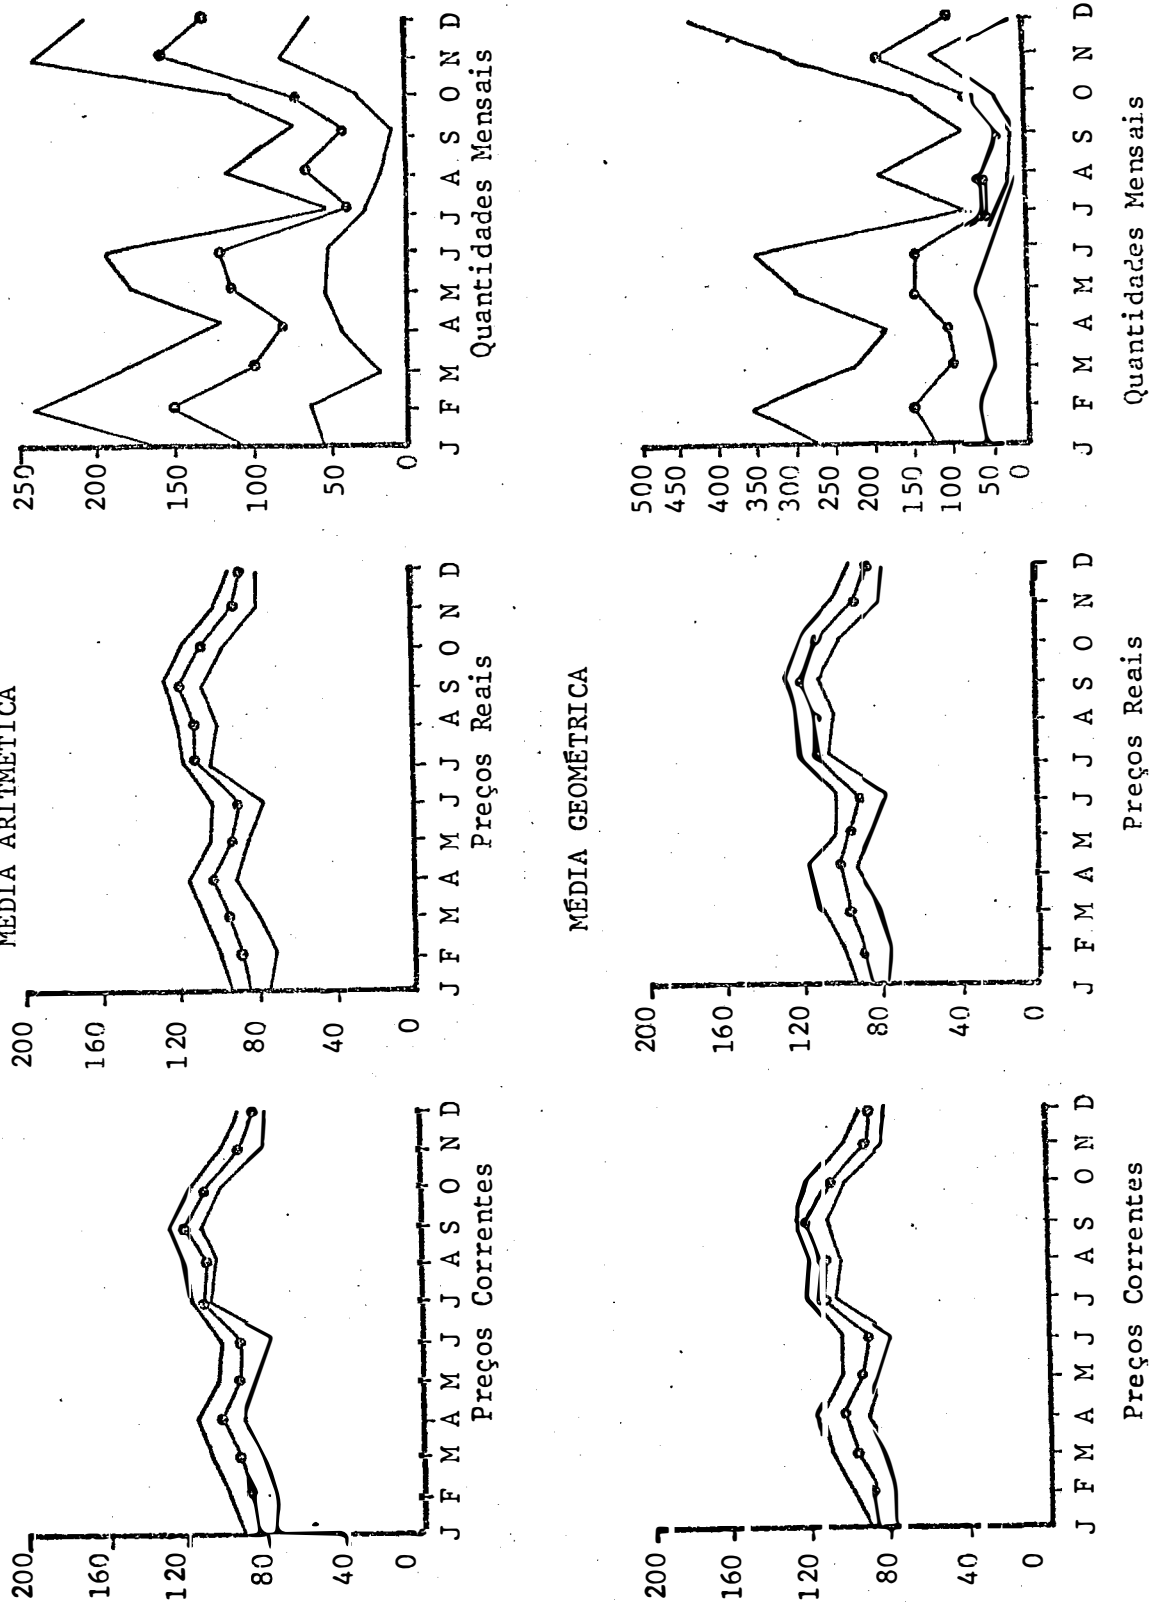 MÉDIA ARITMÉTICA
200
160
120
80
40
0
J F M A M J J A S O N D
Preços Correntes
200
160
120
80
40
0
J F M A M J J A S O N D
Preços Reais
250
200
150
100
50
0
J F M A M J J A S O N D
Quantidades Mensais
MÉDIA GEOMÉTRICA
200
160
120
80
40
0
J F M A M J J A S O N D
Preços Correntes
200
160
120
80
40
0
J F M A M J J A S O N D
Preços Reais
500
450
350
300
250
200
150
100
50
0
J F M A M J J A S O N D
Quantidades Mensais